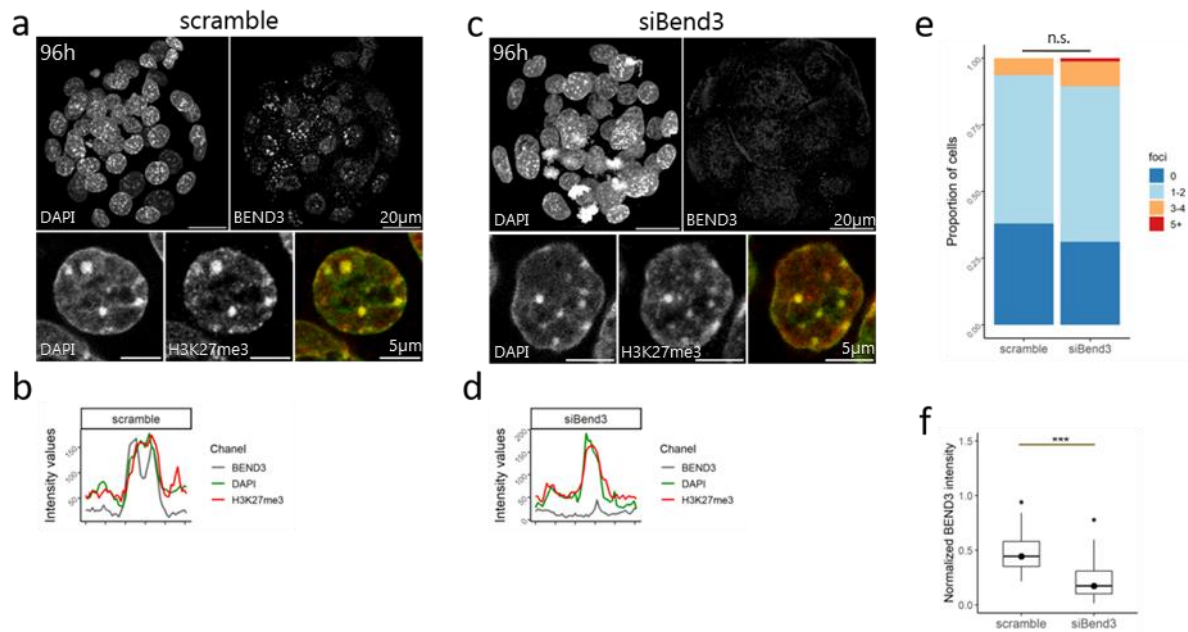 a
scramble
96h
DAPI
BEND3
20µm
DAPI
H3K27me3
5µm
b
scramble
Intensity values
150
100
50
Chanel
BEND3
DAPI
H3K27me3
c
siBend3
96h
DAPI
BEND3
20µm
DAPI
H3K27me3
5µm
d
siBend3
Intensity values
200
150
100
50
0
Chanel
BEND3
DAPI
H3K27me3
e
n.s.
Proportion of cells
1.00
0.75
0.50
0.25
0.00
scramble
siBend3
foci
0
1-2
3-4
5+
f
***
Normalized BEND3 intensity
1.5
1.0
0.5
0.0
scramble
siBend3